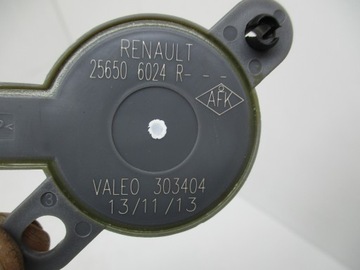 RENAULT
25650 6024 R- - -
AFK
VALEO 303404
13/11/13